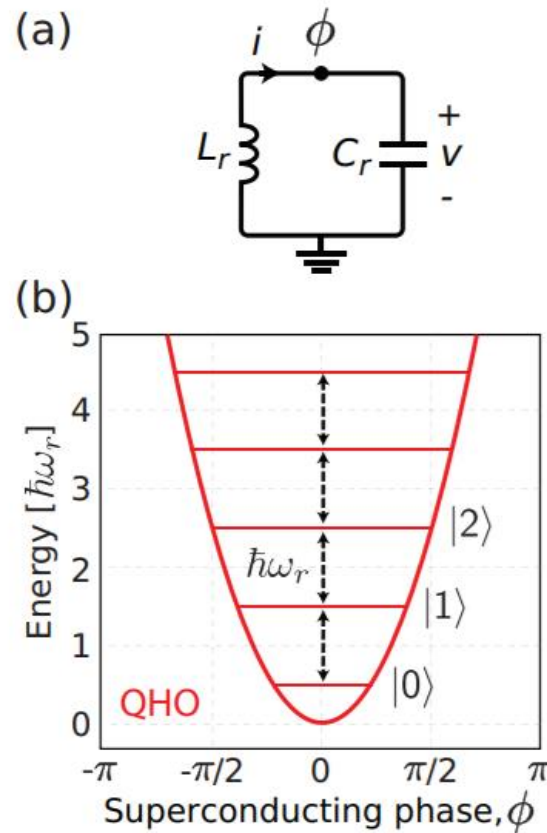 (a)
i
ϕ
L_r
C_r
+
v
-
(b)
Energy [ℏω_r]
5
4
3
2
1
0
ℏω_r
|2⟩
|1⟩
|0⟩
QHO
-π
-π/2
0
π/2
π
Superconducting phase, ϕ